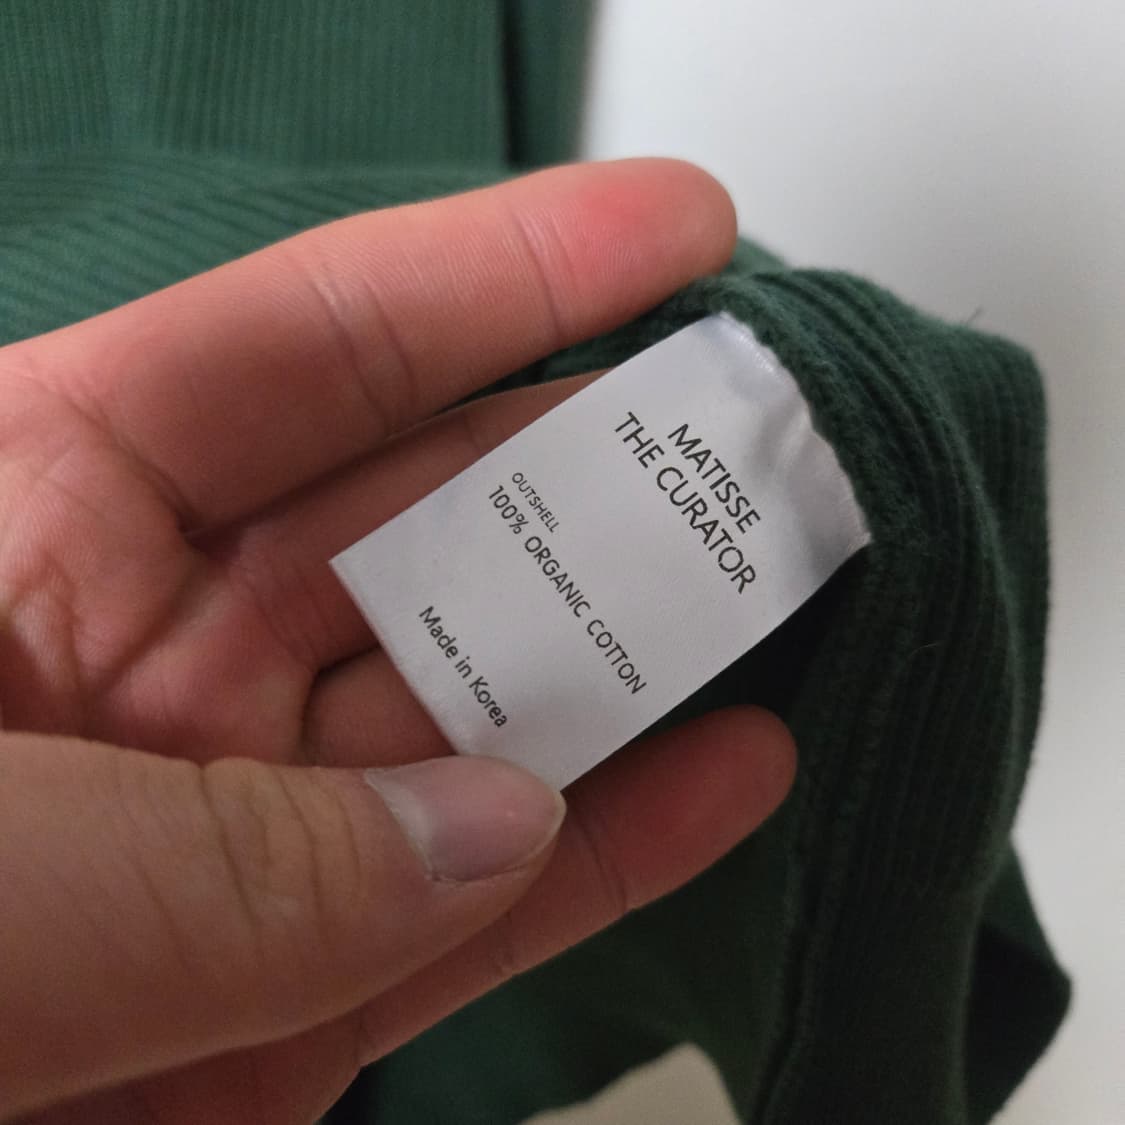 MATISSE
THE CURATOR
OUTSHELL
100% ORGANIC COTTON
Made in Korea